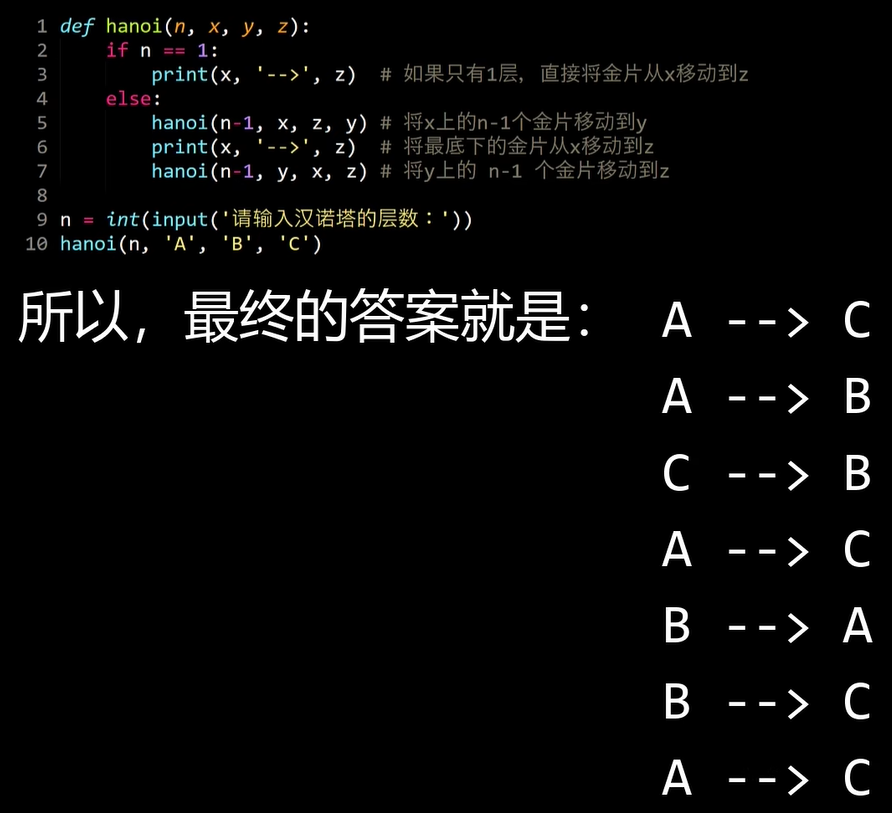 1 def hanoi(n, x, y, z):
2     if n == 1:
3         print(x, '-->', z)  # 如果只有1层，直接将金片从x移动到z
4     else:
5         hanoi(n-1, x, z, y) # 将x上的n-1个金片移动到y
6         print(x, '-->', z)  # 将最底下的金片从x移动到z
7         hanoi(n-1, y, x, z) # 将y上的 n-1 个金片移动到z
8
9 n = int(input('请输入汉诺塔的层数：'))
10 hanoi(n, 'A', 'B', 'C')
所以，最终的答案就是： A --> C
A --> B
C --> B
A --> C
B --> A
B --> C
A --> C